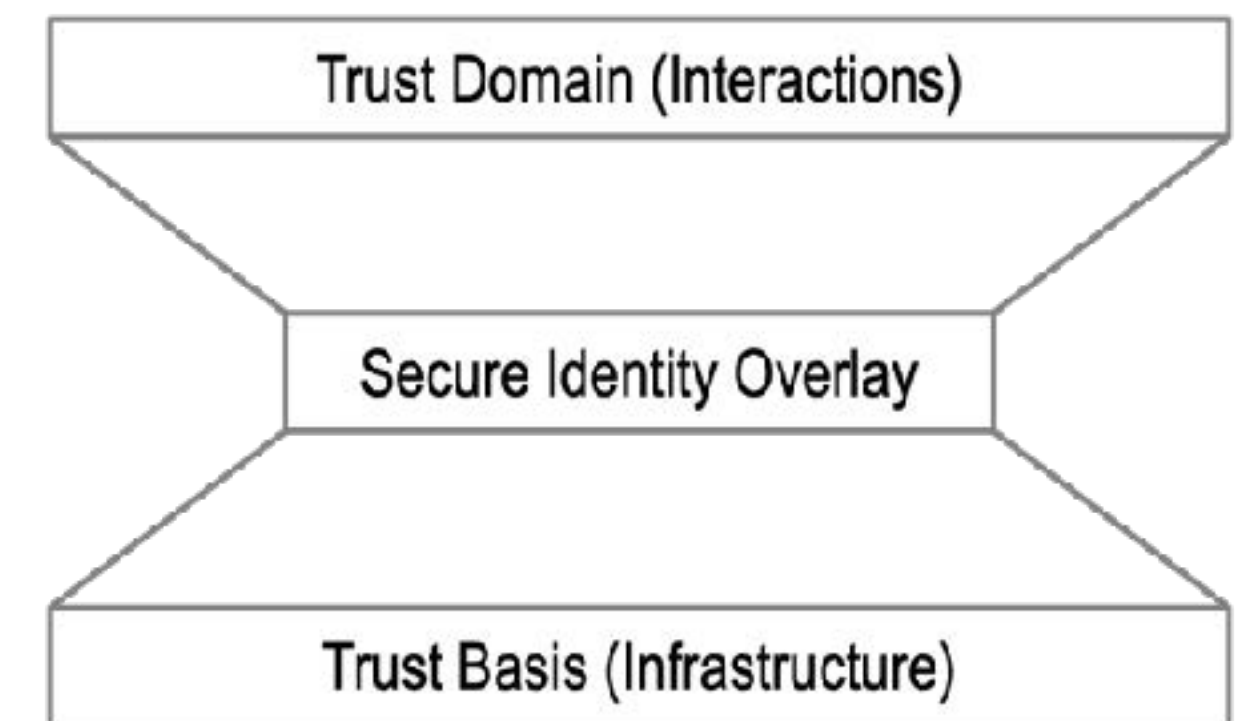 Trust Domain (Interactions)
Secure Identity Overlay
Trust Basis (Infrastructure)